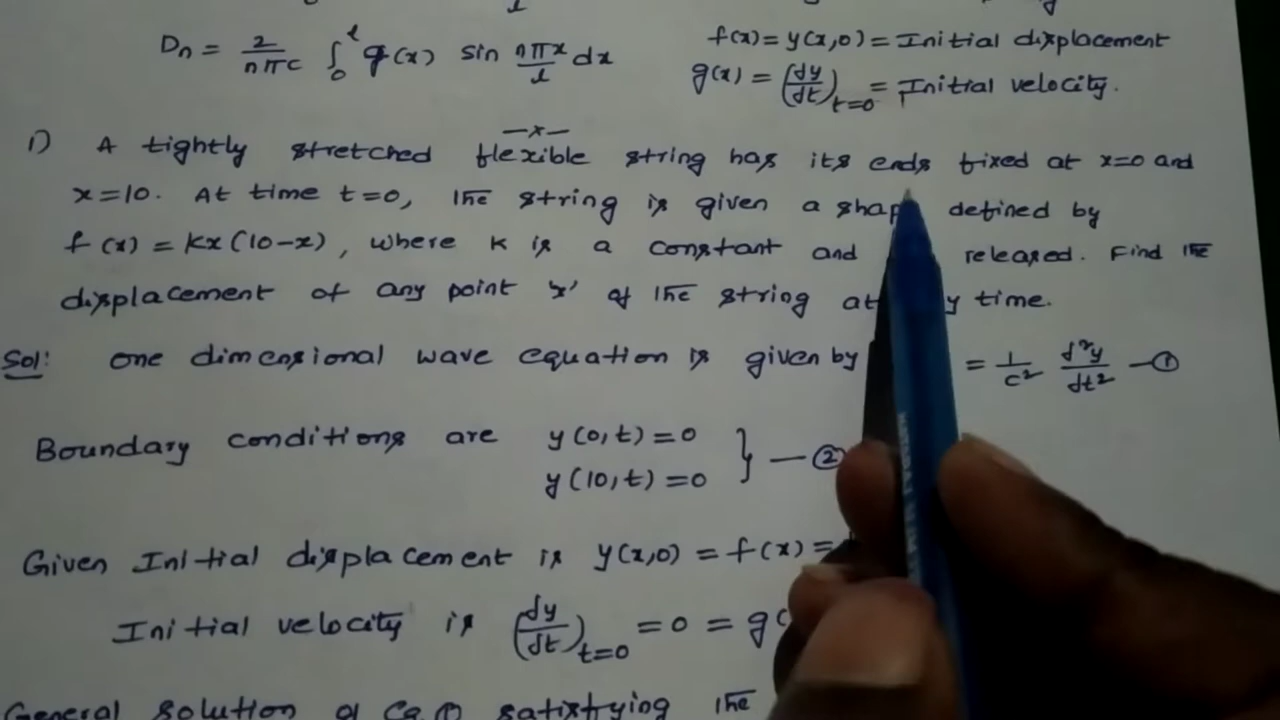 Dn = 2/nπc ∫₀ˡ g(x) sin nπx/l dx
f(x) = y(x,0) = Initial displacement
g(x) = (dy/dt)t=0 = Initial velocity.
—x—
1) A tightly stretched flexible string has its ends fixed at x=0 and
x=10. At time t=0, the string is given a shap defined by
f(x) = Kx(10-x), where K is a constant and released. Find the
displacement of any point 'x' of the string at y time.
Sol: One dimensional wave equation is given by = 1/c² d²y/dt² —①
Boundary conditions are y(0,t)=0
y(10,t)=0 } —②
Given Initial displacement is y(x,0) = f(x) =
Initial velocity is (dy/dt)t=0 = 0 = g(
General solution of Eq ① satisfying the